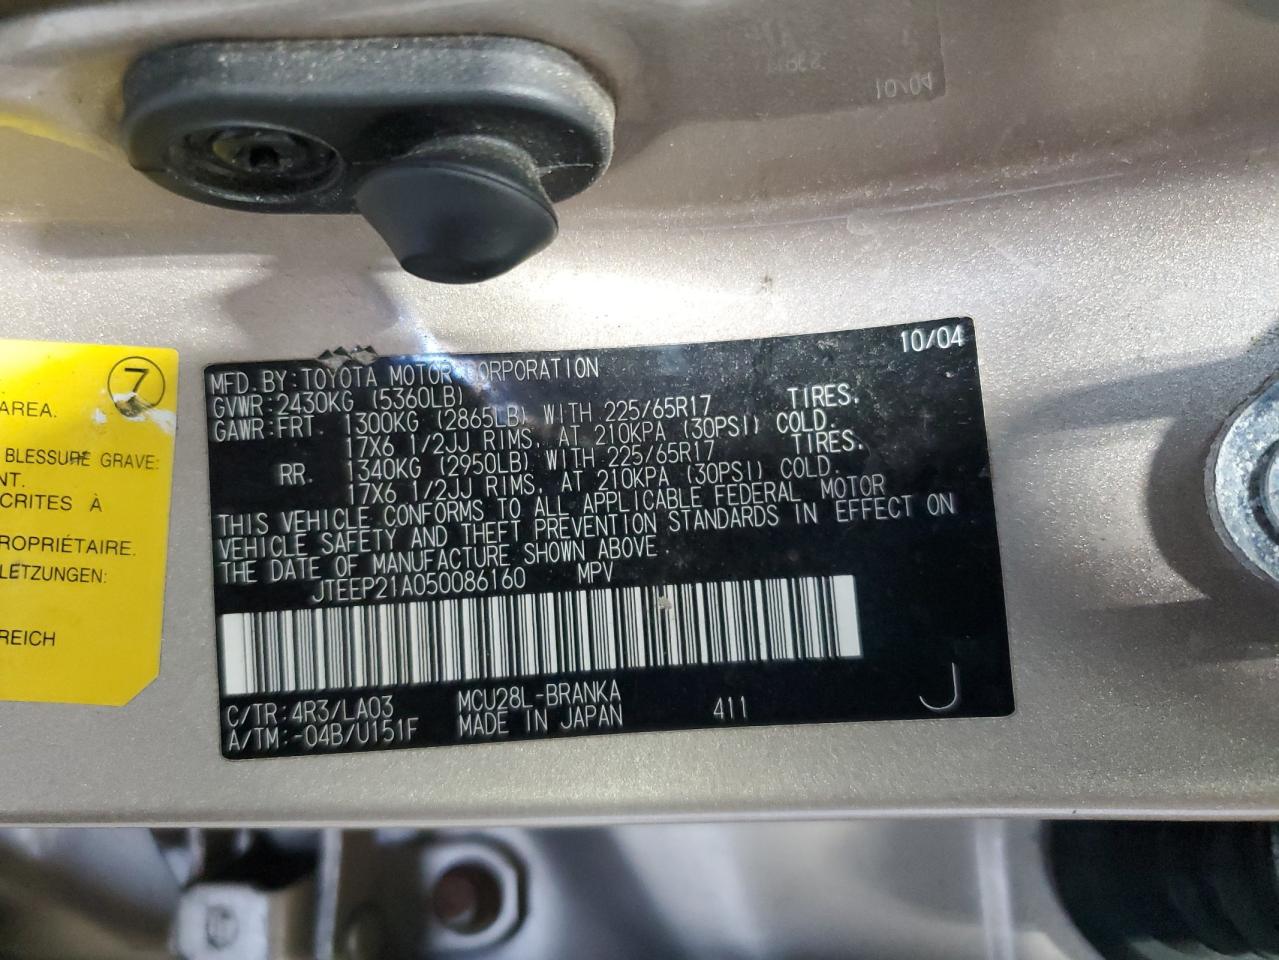 10/04
10/04
MFD. BY: TOYOTA MOTOR CORPORATION
GVWR: 2430KG (5360LB)
GAWR: FRT. 1300KG (2865LB) WITH 225/65R17 TIRES.
17X6 1/2JJ RIMS, AT 210KPA (30PSI) COLD.
RR. 1340KG (2950LB) WITH 225/65R17 TIRES.
17X6 1/2JJ RIMS, AT 210KPA (30PSI) COLD.
THIS VEHICLE CONFORMS TO ALL APPLICABLE FEDERAL MOTOR
VEHICLE SAFETY AND THEFT PREVENTION STANDARDS IN EFFECT ON
THE DATE OF MANUFACTURE SHOWN ABOVE.
JTEEP21A050086160 MPV
C/TR: 4R3/LA03 MCU28L-BRANKA 411 J
A/TM: -04B/U151F MADE IN JAPAN
7
AREA.
BLESSURE GRAVE:
NT.
CRITES À
ROPRIÉTAIRE.
LETZUNGEN:
REICH